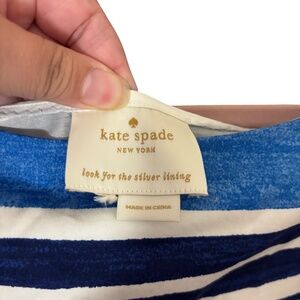 kate spade
NEW YORK
look for the silver lining
MADE IN CHINA